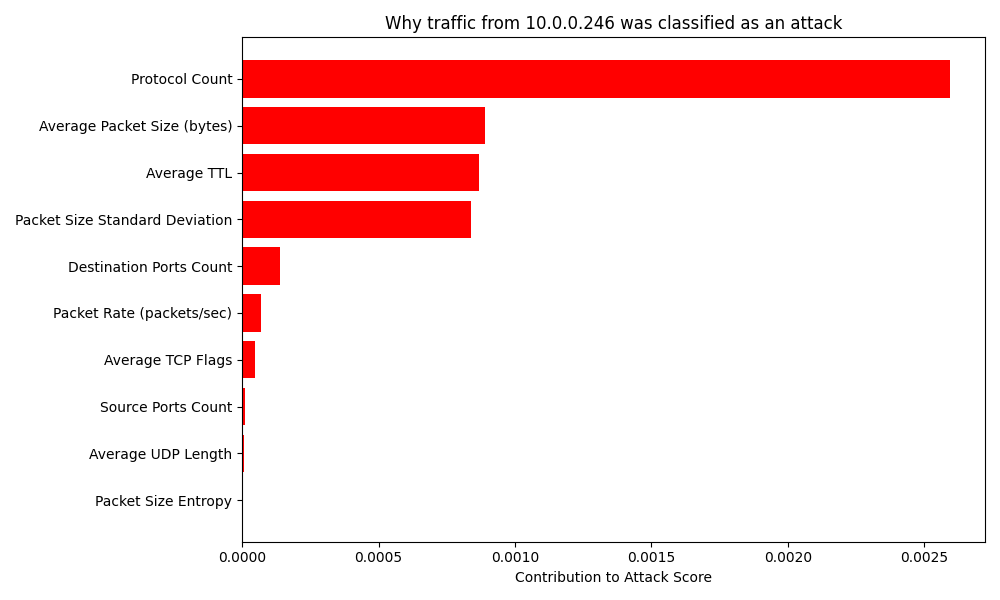 Why traffic from 10.0.0.246 was classified as an attack
Protocol Count
Average Packet Size (bytes)
Average TTL
Packet Size Standard Deviation
Destination Ports Count
Packet Rate (packets/sec)
Average TCP Flags
Source Ports Count
Average UDP Length
Packet Size Entropy
0.0000 0.0005 0.0010 0.0015 0.0020 0.0025
Contribution to Attack Score